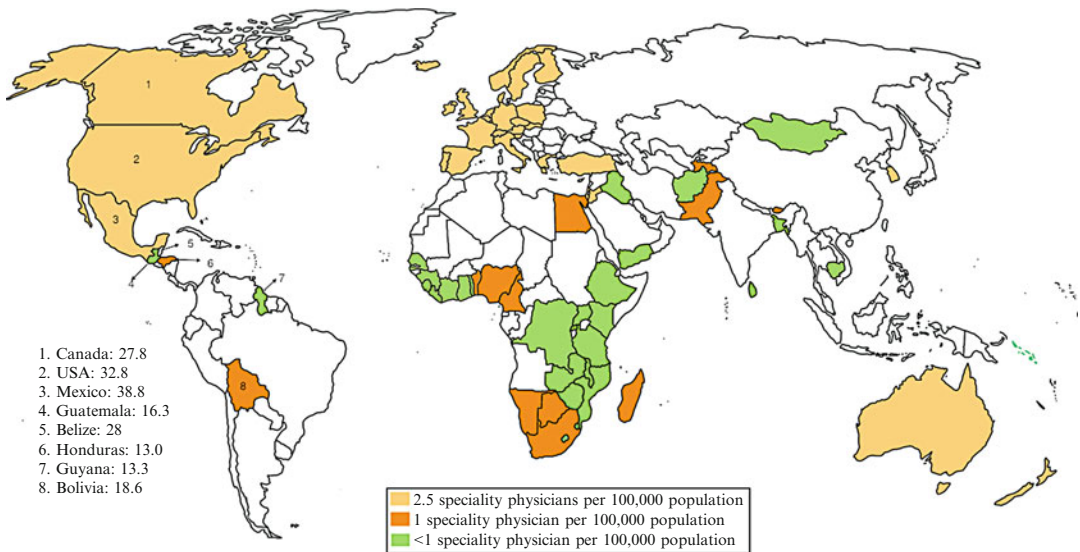 1
2
3
5
6
4
7
8
1. Canada: 27.8
2. USA: 32.8
3. Mexico: 38.8
4. Guatemala: 16.3
5. Belize: 28
6. Honduras: 13.0
7. Guyana: 13.3
8. Bolivia: 18.6
2.5 speciality physicians per 100,000 population
1 speciality physician per 100,000 population
<1 speciality physician per 100,000 population